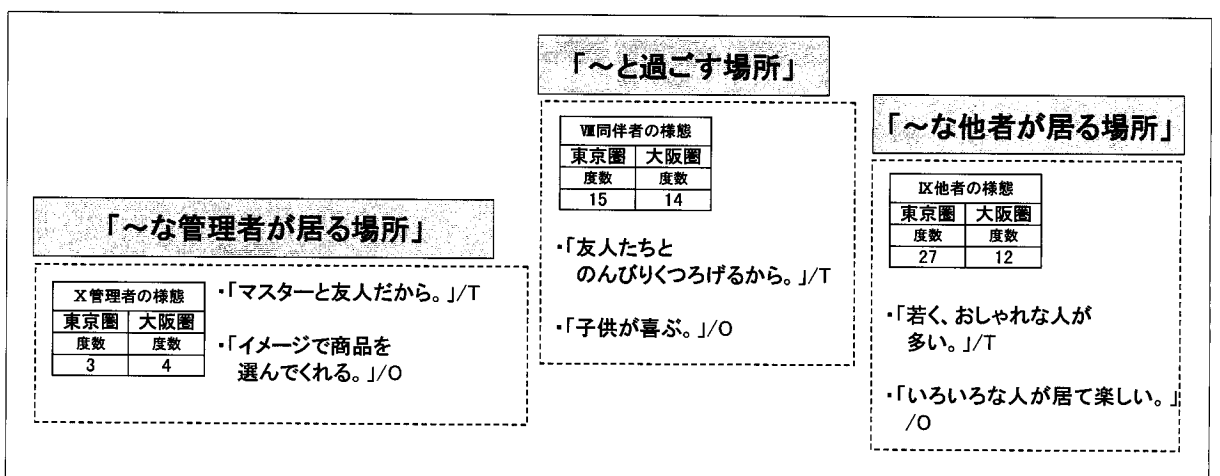 「～と過ごす場所」
Ⅷ同伴者の様態
東京圏 大阪圏
度数 度数
15 14
・「友人たちと
のんびりくつろげるから。」/T
・「子供が喜ぶ。」/O
「～な他者が居る場所」
Ⅸ他者の様態
東京圏 大阪圏
度数 度数
27 12
・「若く、おしゃれな人が
多い。」/T
・「いろいろな人が居て楽しい。」
/O
「～な管理者が居る場所」
Ⅹ管理者の様態
東京圏 大阪圏
度数 度数
3 4
・「マスターと友人だから。」/T
・「イメージで商品を
選んでくれる。」/O